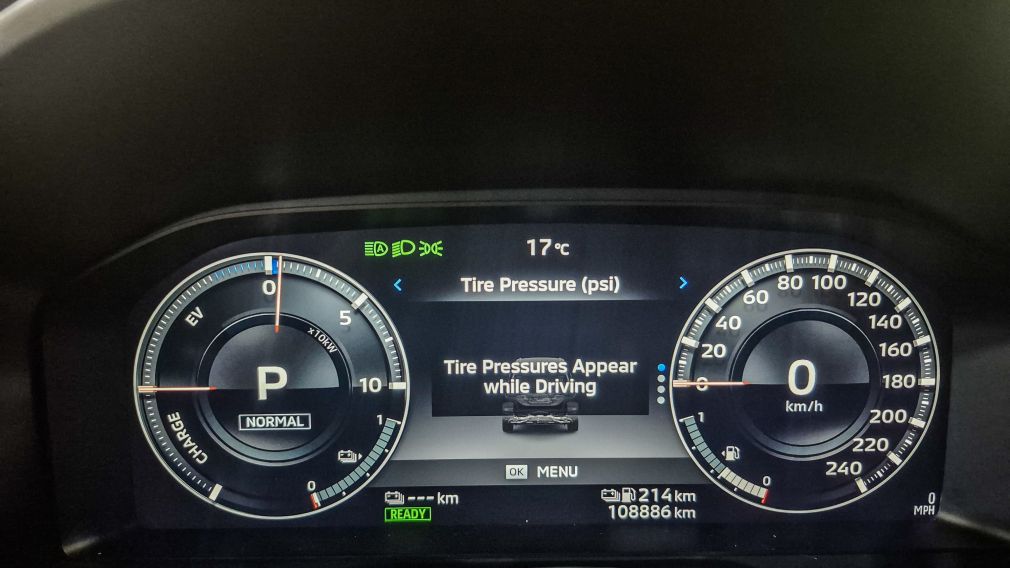 17°C
Tire Pressure (psi)
Tire Pressures Appear
while Driving
OK MENU
EV
CHARGE
0
5
10
x10kW
P
NORMAL
1
0
--- km
READY
214 km
108886 km
0
20
40
60
80
100
120
140
160
180
200
220
240
0
km/h
1
0
0
MPH
A